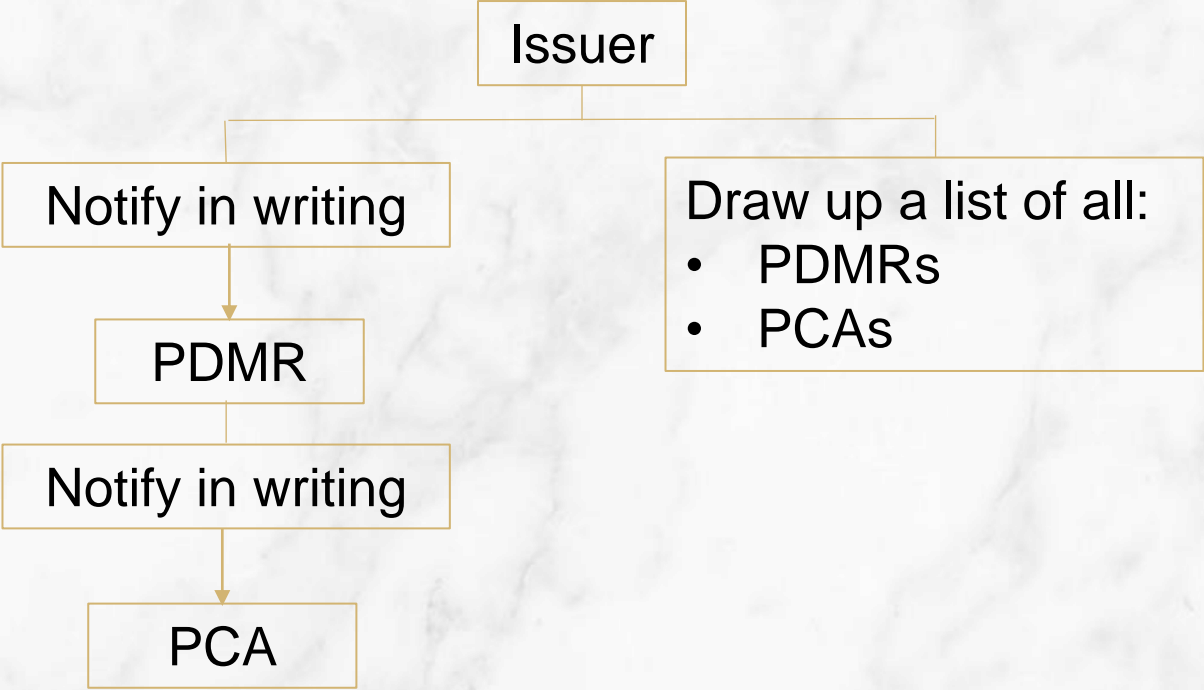 Issuer
Notify in writing
PDMR
Notify in writing
PCA
Draw up a list of all:
• PDMRs
• PCAs